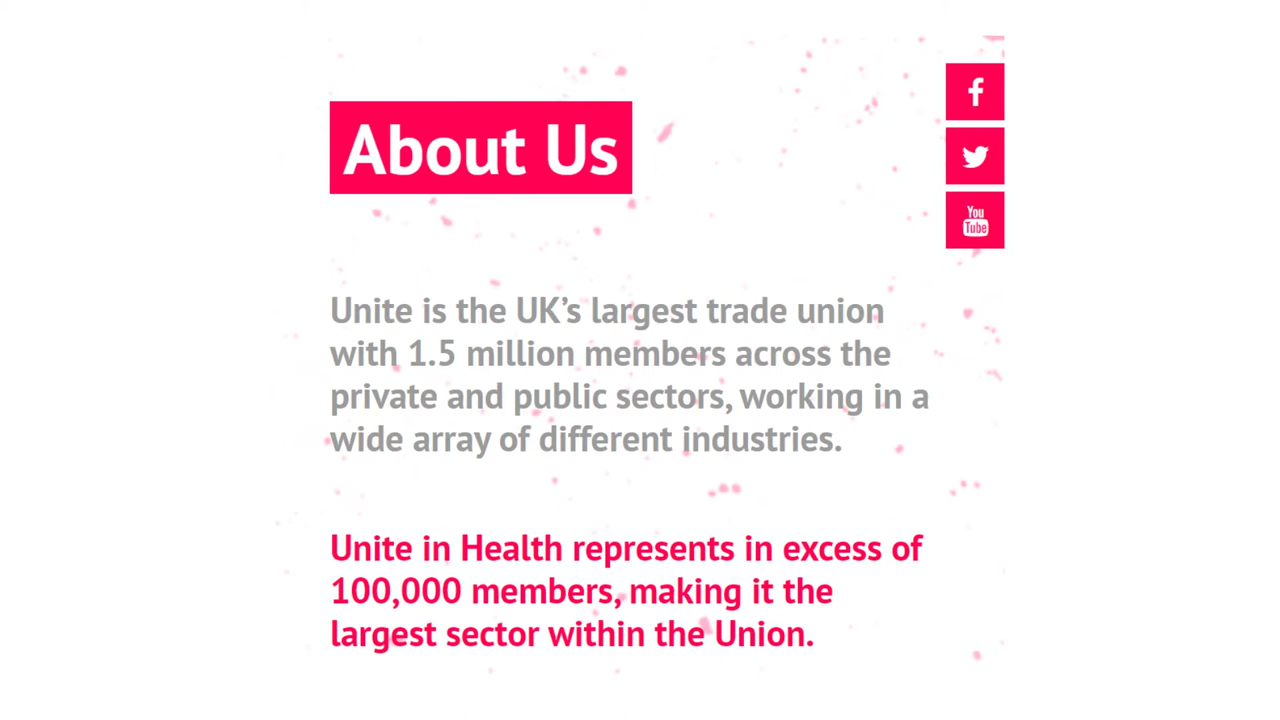 About Us
You
Tube
Unite is the UK’s largest trade union
with 1.5 million members across the
private and public sectors, working in a
wide array of different industries.
Unite in Health represents in excess of
100,000 members, making it the
largest sector within the Union.